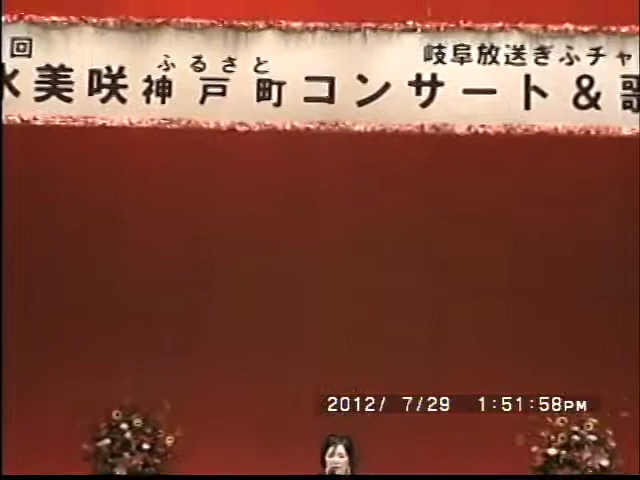 回
岐阜放送ぎふチャ
ふるさと
水美咲神戸町コンサート&歌
2012/ 7/29 1:51:58PM